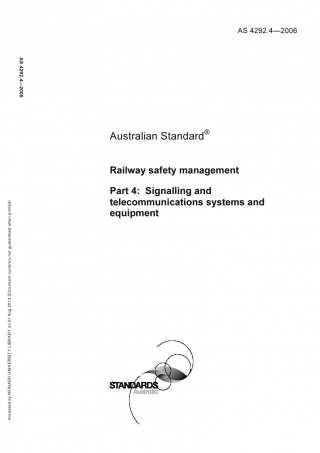 AS 4292.4—2006
AS 4292.4—2006
Australian Standard®
Railway safety management
Part 4: Signalling and
telecommunications systems and
equipment
Accessed by MONASH UNIVERSITY LIBRARY on 21 Aug 2013 (Document currency not guaranteed when printed)
STANDARDS
Australia